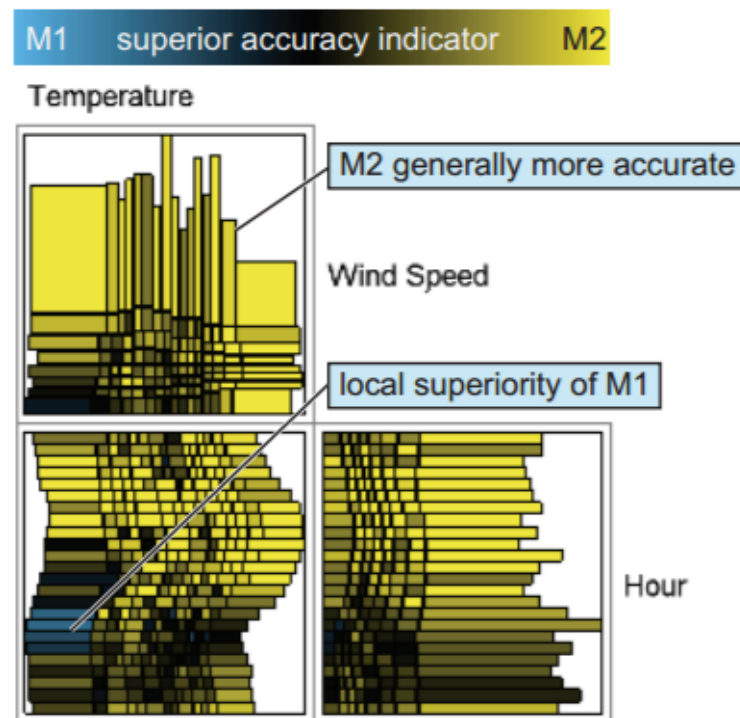 M1 superior accuracy indicator M2
Temperature
M2 generally more accurate
Wind Speed
local superiority of M1
Hour